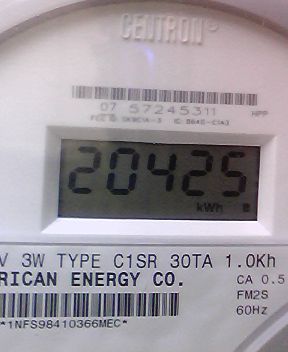 CENTRON®
07 57245311 HPP
20425
kWh
V 3W TYPE C1SR 30TA 1.0Kh
RICAN ENERGY CO. CA 0.5
FM2S
60Hz
*1NFS98410366MEC*